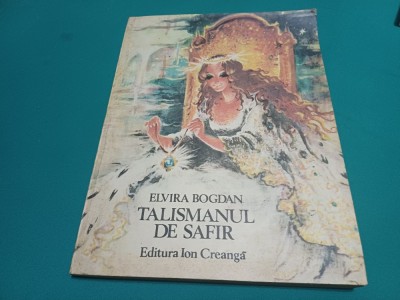 ELVIRA BOGDAN
TALISMANUL
DE SAFIR
Editura Ion Creangă